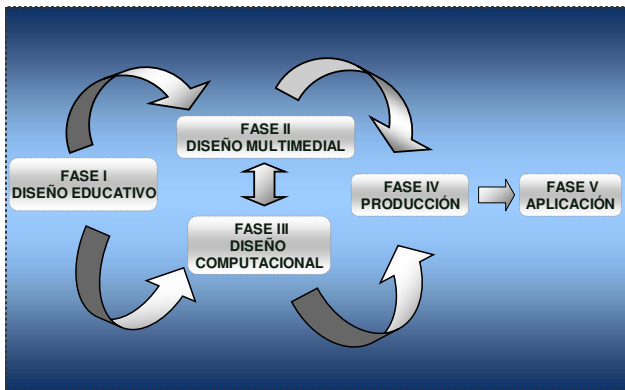 FASE I
DISEÑO EDUCATIVO
FASE II
DISEÑO MULTIMEDIAL
FASE III
DISEÑO
COMPUTACIONAL
FASE IV
PRODUCCIÓN
FASE V
APLICACIÓN